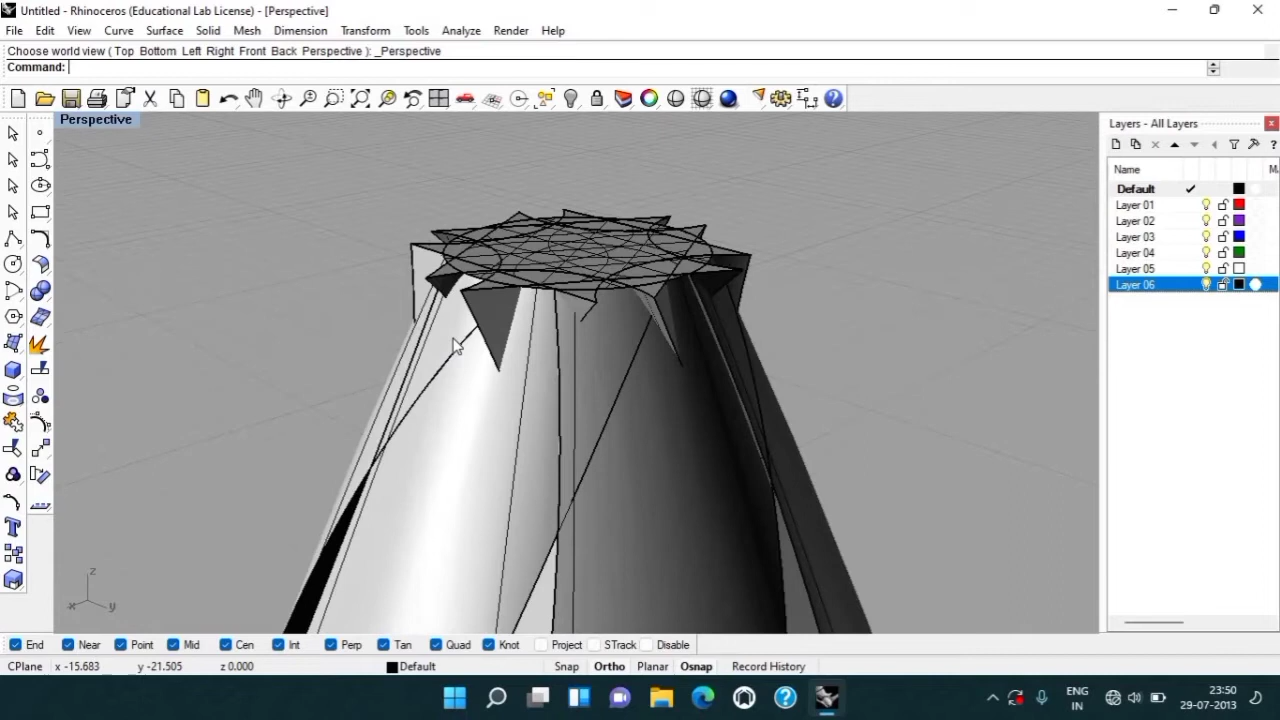 Untitled - Rhinoceros (Educational Lab License) - [Perspective]
File Edit View Curve Surface Solid Mesh Dimension Transform Tools Analyze Render Help
Choose world view ( Top Bottom Left Right Front Back Perspective ): _Perspective
Command:
Perspective
Layers - All Layers
Name M
Default
Layer 01
Layer 02
Layer 03
Layer 04
Layer 05
Layer 06
z
x y
End Near Point Mid Cen Int Perp Tan Quad Knot Project STrack Disable
CPlane x -15.683 y -21.505 z 0.000 Default Snap Ortho Planar Osnap Record History
ENG
IN
23:50
29-07-2013